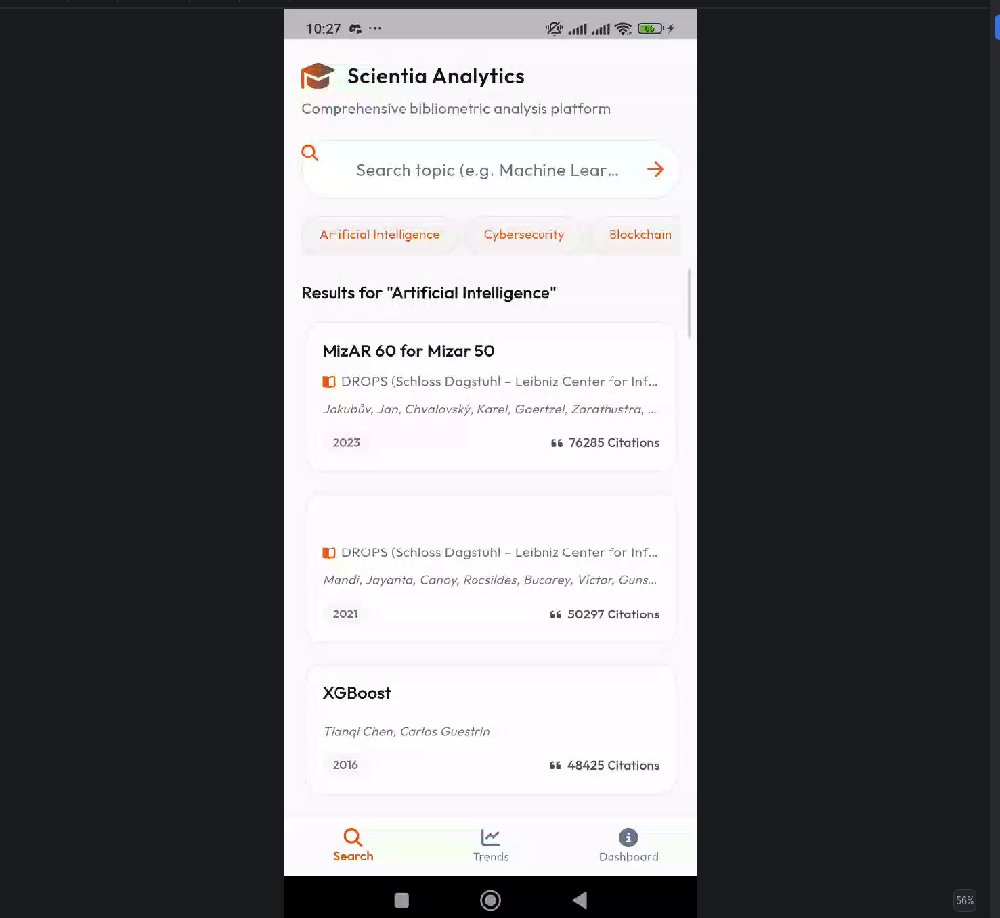 10:27
66
Scientia Analytics
Comprehensive bibliometric analysis platform
Search topic (e.g. Machine Lear...
Artificial Intelligence
Cybersecurity
Blockchain
Results for "Artificial Intelligence"
MizAR 60 for Mizar 50
DROPS (Schloss Dagstuhl – Leibniz Center for Inf...
Jakubův, Jan, Chvalovský, Karel, Goertzel, Zarathustra, ...
2023
76285 Citations
DROPS (Schloss Dagstuhl – Leibniz Center for Inf...
Mandi, Jayanta, Canoy, Rocsildes, Bucarey, Víctor, Guns...
2021
50297 Citations
XGBoost
Tianqi Chen, Carlos Guestrin
2016
48425 Citations
Search
Trends
Dashboard
56%